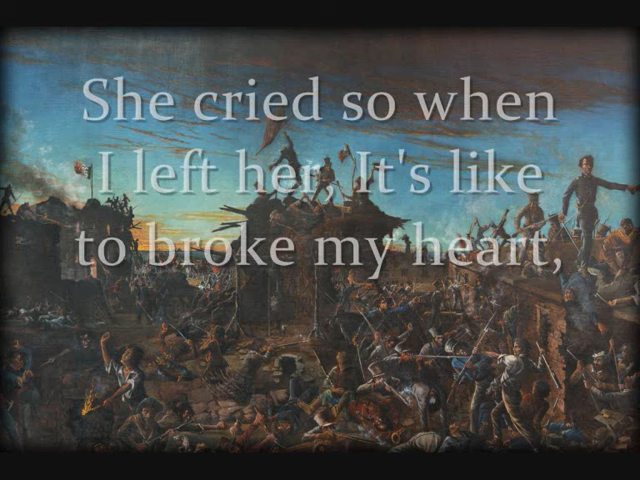 She cried so when
I left her, It's like
to broke my heart,